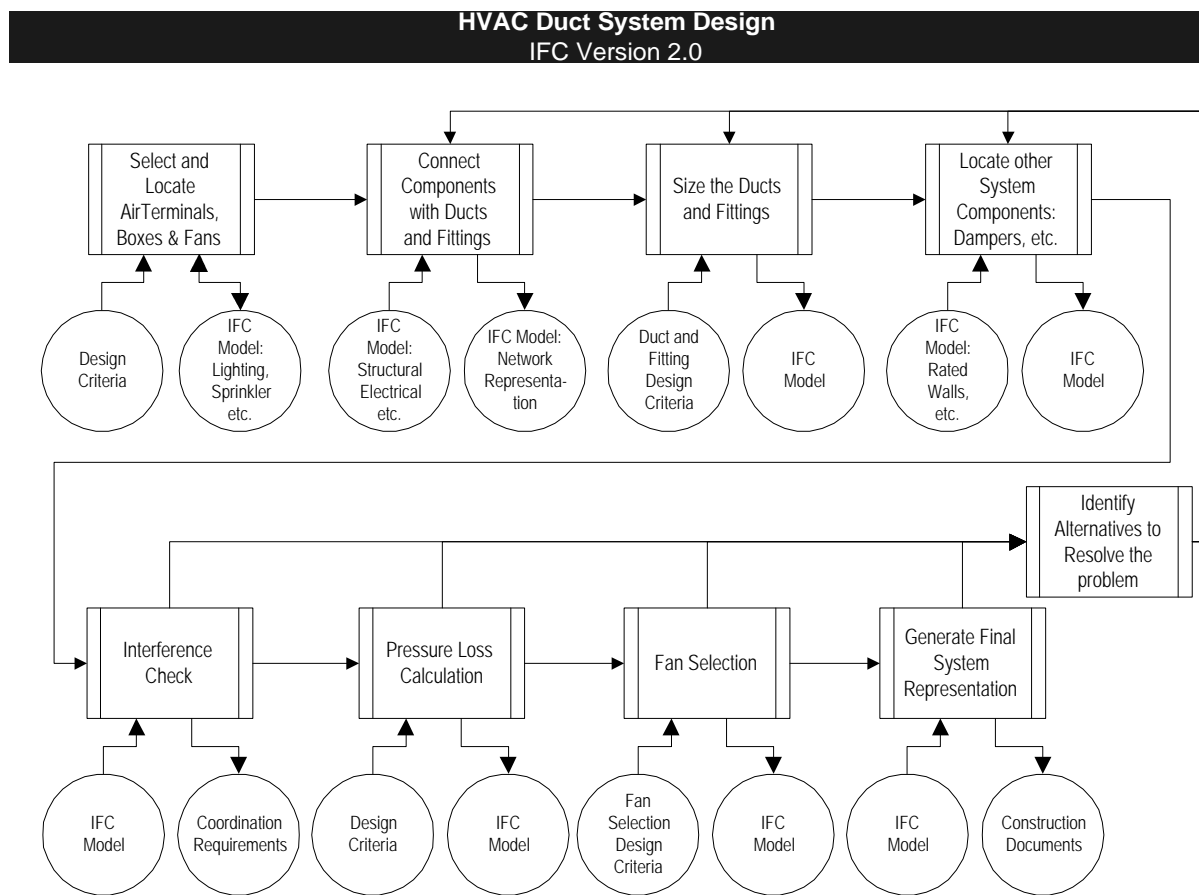 HVAC Duct System Design
IFC Version 2.0
Select and
Locate
AirTerminals,
Boxes & Fans
Connect
Components
with Ducts
and Fittings
Size the Ducts
and Fittings
Locate other
System
Components:
Dampers, etc.
Design
Criteria
IFC
Model:
Lighting,
Sprinkler
etc.
IFC
Model:
Structural
Electrical
etc.
IFC Model:
Network
Representa-
tion
Duct and
Fitting
Design
Criteria
IFC
Model
IFC
Model:
Rated
Walls,
etc.
IFC
Model
Identify
Alternatives to
Resolve the
problem
Interference
Check
Pressure Loss
Calculation
Fan Selection
Generate Final
System
Representation
IFC
Model
Coordination
Requirements
Design
Criteria
IFC
Model
Fan
Selection
Design
Criteria
IFC
Model
IFC
Model
Construction
Documents